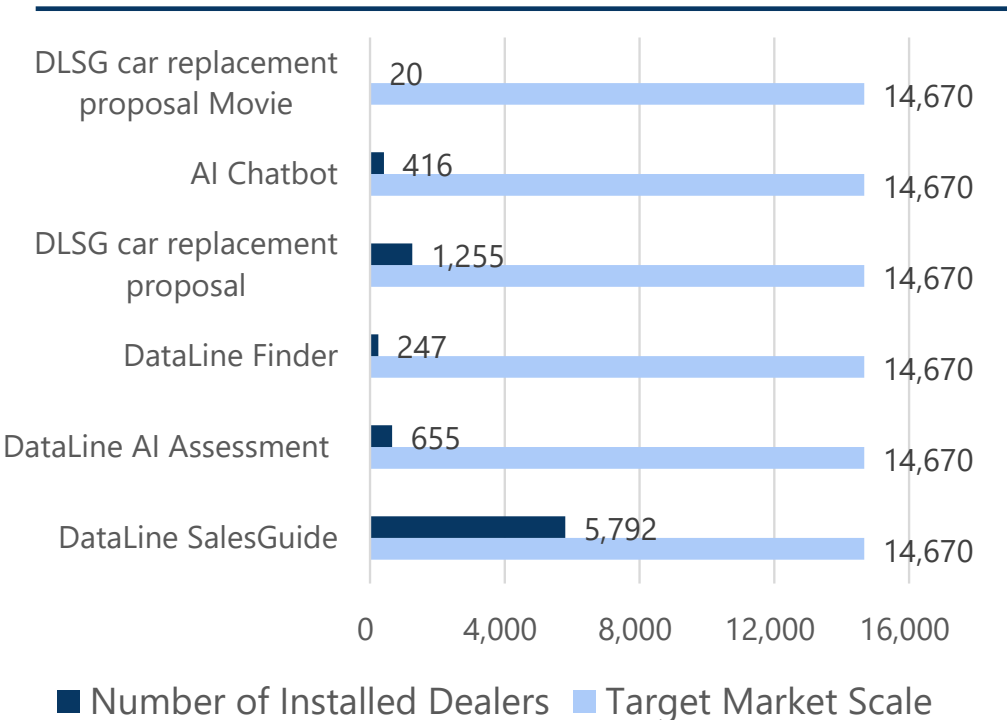 DLSG car replacement
proposal Movie
20
14,670
AI Chatbot
416
14,670
DLSG car replacement
proposal
1,255
14,670
DataLine Finder
247
14,670
DataLine AI Assessment
655
14,670
DataLine SalesGuide
5,792
14,670
0 4,000 8,000 12,000 16,000
Number of Installed Dealers Target Market Scale